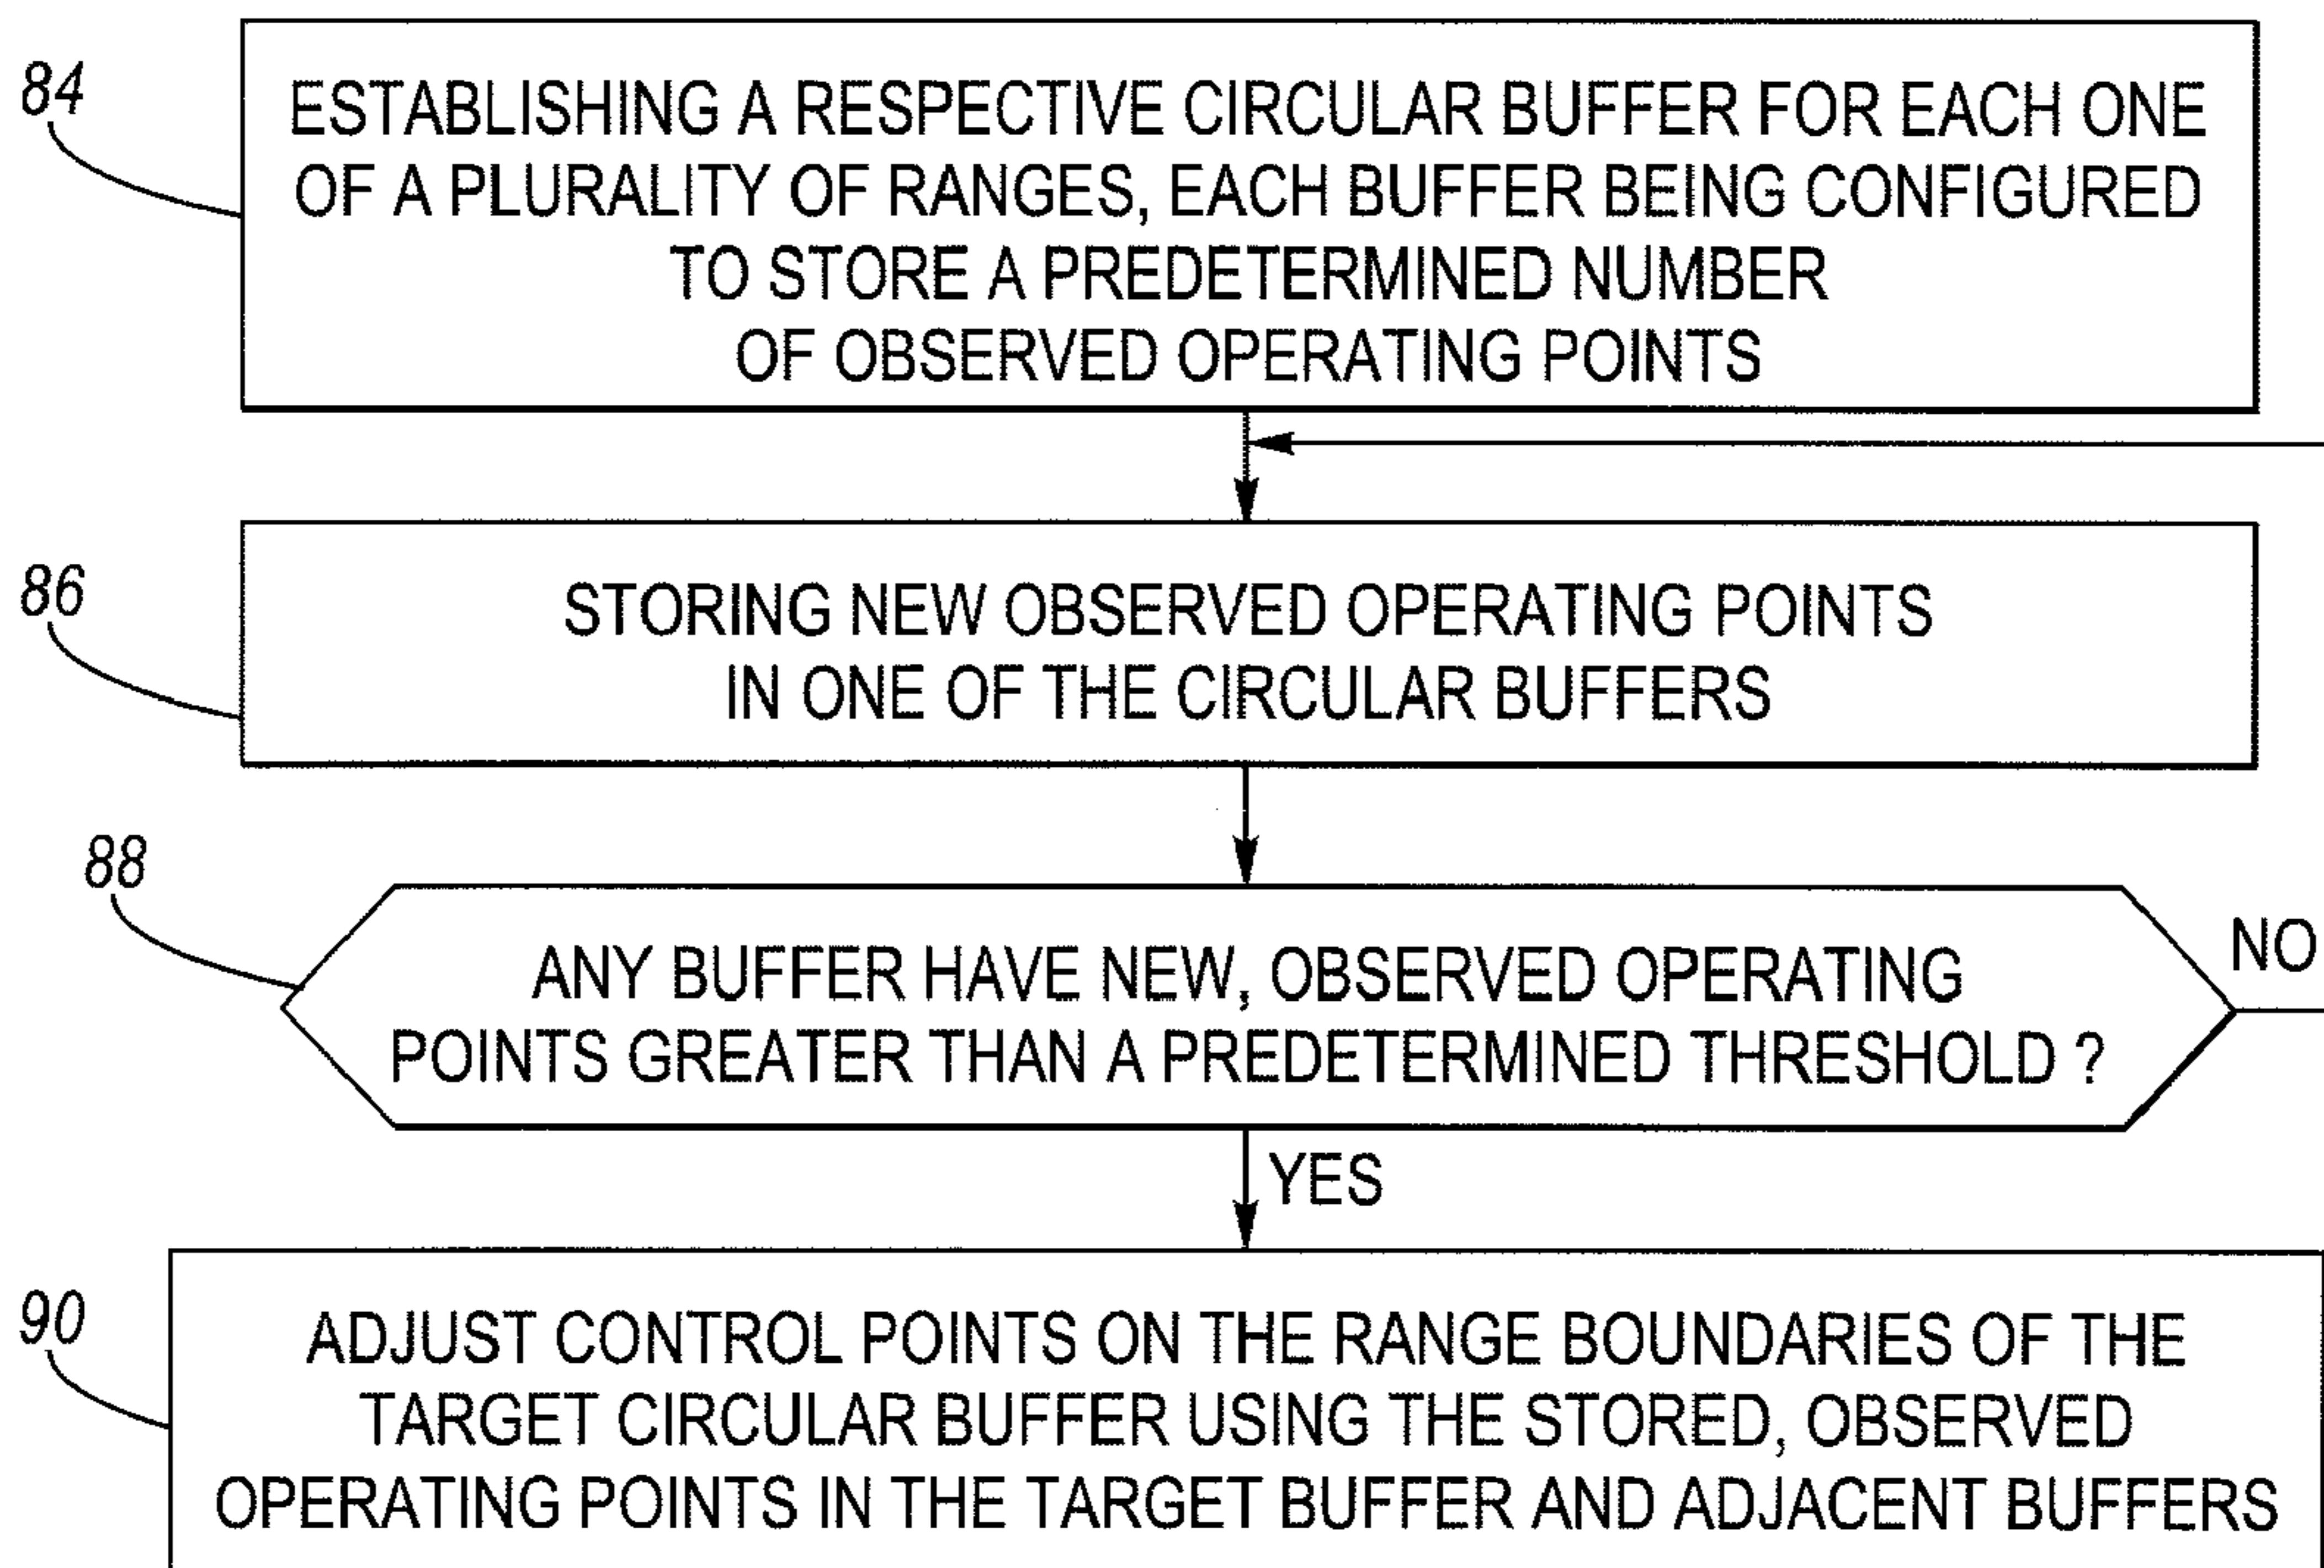 84
ESTABLISHING A RESPECTIVE CIRCULAR BUFFER FOR EACH ONE
OF A PLURALITY OF RANGES, EACH BUFFER BEING CONFIGURED
TO STORE A PREDETERMINED NUMBER
OF OBSERVED OPERATING POINTS
86
STORING NEW OBSERVED OPERATING POINTS
IN ONE OF THE CIRCULAR BUFFERS
88
ANY BUFFER HAVE NEW, OBSERVED OPERATING
POINTS GREATER THAN A PREDETERMINED THRESHOLD ?
NO
YES
90
ADJUST CONTROL POINTS ON THE RANGE BOUNDARIES OF THE
TARGET CIRCULAR BUFFER USING THE STORED, OBSERVED
OPERATING POINTS IN THE TARGET BUFFER AND ADJACENT BUFFERS